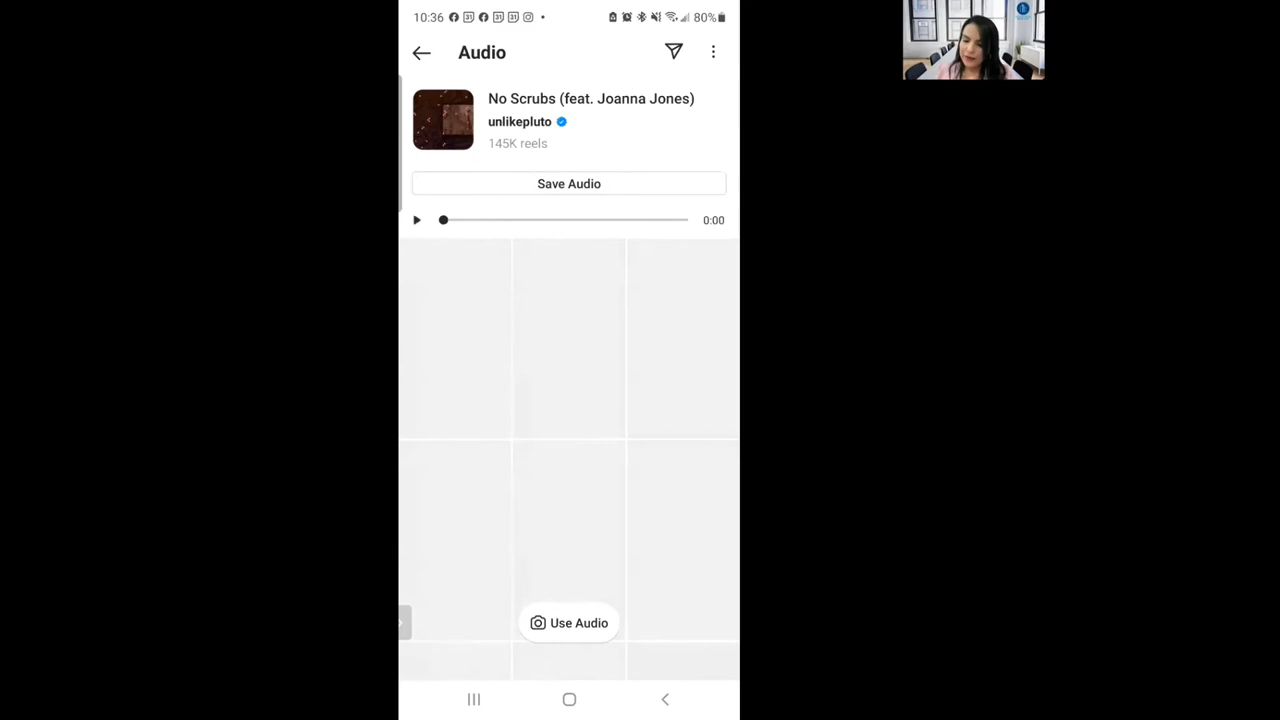 10:36
80%
Audio
No Scrubs (feat. Joanna Jones)
unlikepluto
145K reels
Save Audio
0:00
Use Audio